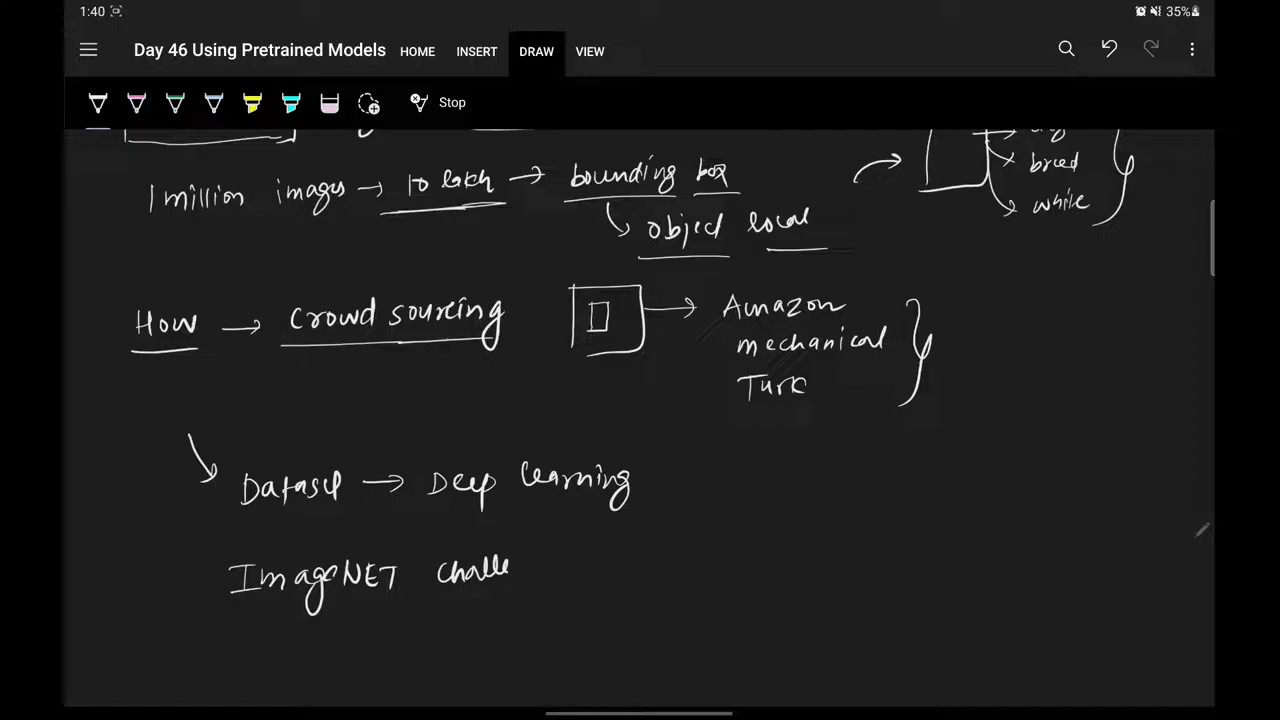 1:40 35%
Day 46 Using Pretrained Models HOME INSERT DRAW VIEW
Stop
1 million images → 10 lakh → bounding box
breed
object local
white
How → crowd sourcing → Amazon
mechanical
Turk
Dataset → Deep learning
ImageNET challe